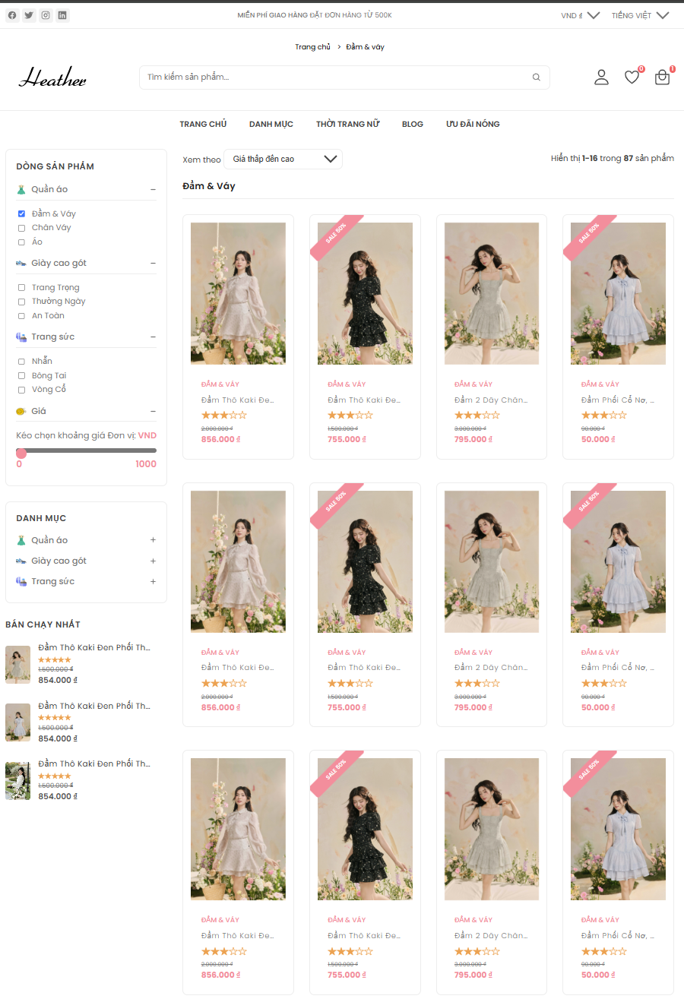 MIỄN PHÍ GIAO HÀNG ĐẶT ĐƠN HÀNG TỪ 500K
VND ₫
TIẾNG VIỆT
Trang chủ > Đầm & váy
Heather
Tìm kiếm sản phẩm...
0
1
TRANG CHỦ
DANH MỤC
THỜI TRANG NỮ
BLOG
ƯU ĐÃI NÓNG
DÒNG SẢN PHẨM
Quần áo
Đầm & Váy
Chân Váy
Áo
Giày cao gót
Trang Trọng
Thường Ngày
An Toàn
Trang sức
Nhẫn
Bông Tai
Vòng Cổ
Giá
Kéo chọn khoảng giá Đơn vị: VND
0 1000
DANH MỤC
Quần áo
Giày cao gót
Trang sức
BÁN CHẠY NHẤT
Đầm Thô Kaki Đen Phối Th...
1.500.000 ₫
854.000 ₫
Đầm Thô Kaki Đen Phối Th...
1.500.000 ₫
854.000 ₫
Đầm Thô Kaki Đen Phối Th...
1.500.000 ₫
854.000 ₫
Xem theo Giá thấp đến cao
Hiển thị 1-16 trong 87 sản phẩm
Đầm & Váy
ĐẦM & VÁY
Đầm Thô Kaki Đe...
2.000.000 ₫
856.000 ₫
SALE 50%
ĐẦM & VÁY
Đầm Thô Kaki Đe...
1.500.000 ₫
755.000 ₫
ĐẦM & VÁY
Đầm 2 Dây Chân...
3.000.000 ₫
795.000 ₫
SALE 50%
ĐẦM & VÁY
Đầm Phối Cổ Nơ, ...
90.000 ₫
50.000 ₫
ĐẦM & VÁY
Đầm Thô Kaki Đe...
2.000.000 ₫
856.000 ₫
SALE 50%
ĐẦM & VÁY
Đầm Thô Kaki Đe...
1.500.000 ₫
755.000 ₫
ĐẦM & VÁY
Đầm 2 Dây Chân...
3.000.000 ₫
795.000 ₫
SALE 50%
ĐẦM & VÁY
Đầm Phối Cổ Nơ, ...
90.000 ₫
50.000 ₫
ĐẦM & VÁY
Đầm Thô Kaki Đe...
2.000.000 ₫
856.000 ₫
SALE 50%
ĐẦM & VÁY
Đầm Thô Kaki Đe...
1.500.000 ₫
755.000 ₫
ĐẦM & VÁY
Đầm 2 Dây Chân...
3.000.000 ₫
795.000 ₫
SALE 50%
ĐẦM & VÁY
Đầm Phối Cổ Nơ, ...
90.000 ₫
50.000 ₫